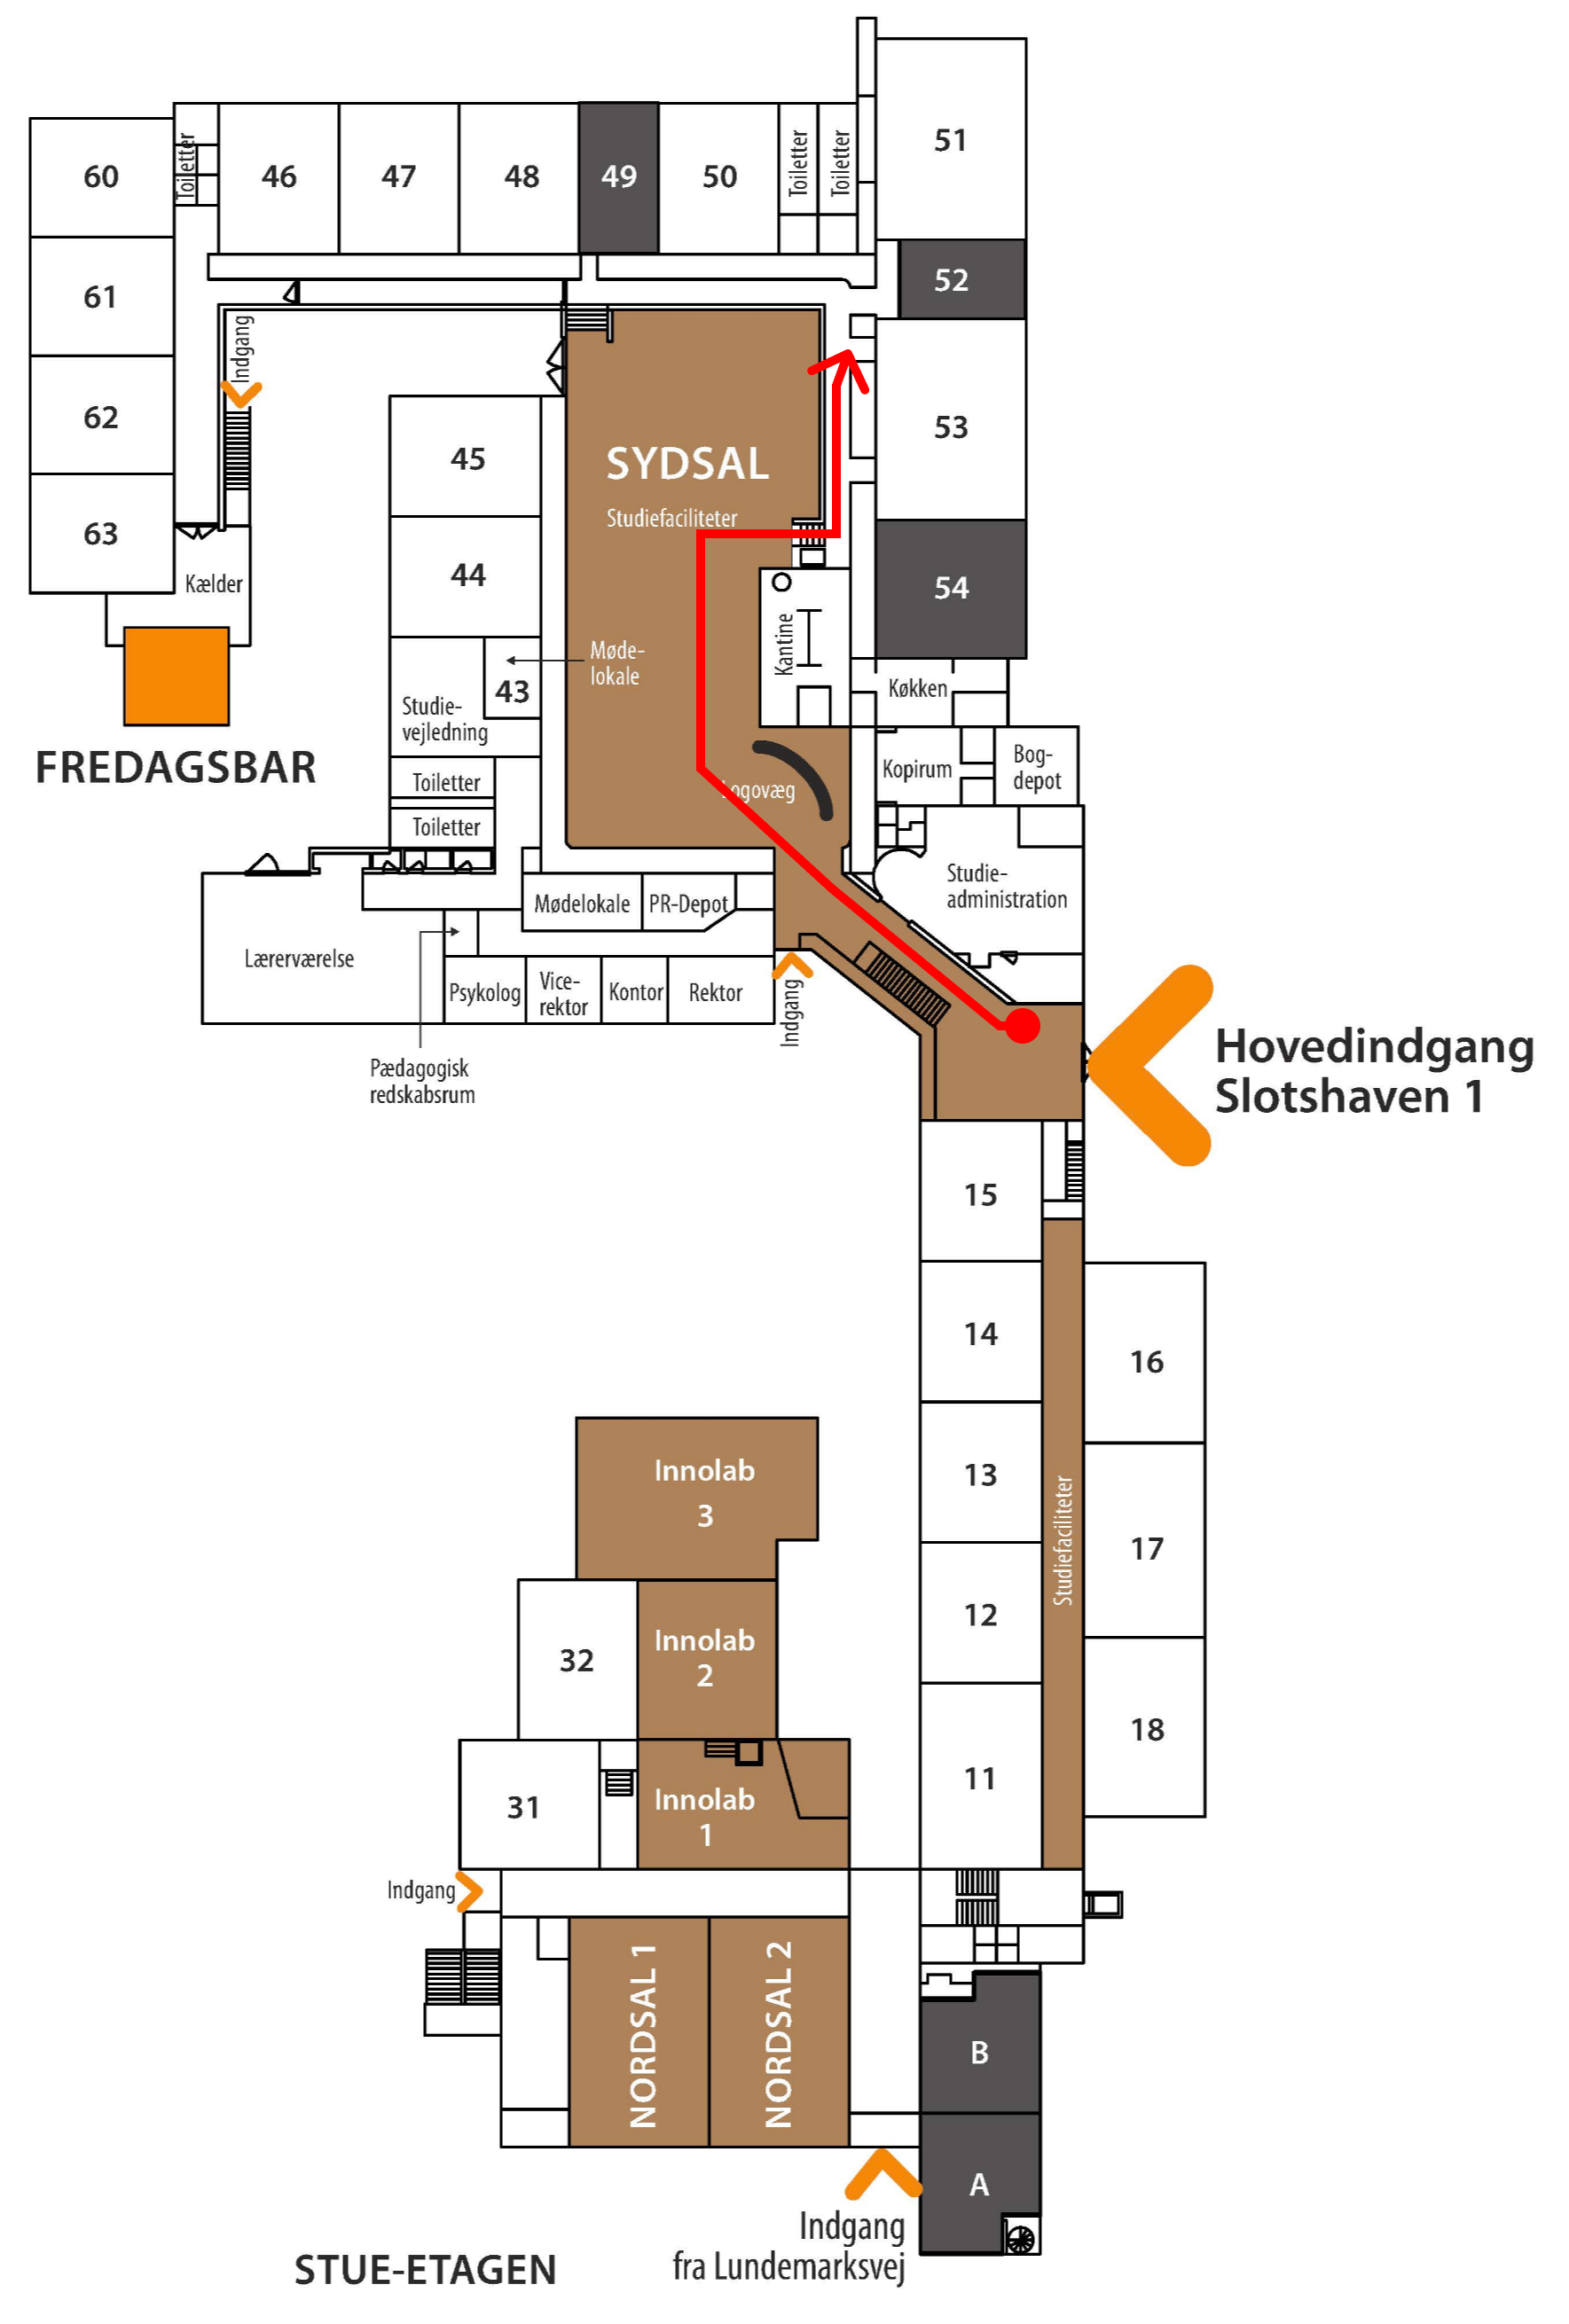 51
60
Toiletter
46
47
48
49
50
Toiletter
Toiletter
52
61
Indgang
62
53
45
SYDSAL
Studiefaciliteter
63
44
Kælder
54
Kantine
Møde-
lokale
43
Køkken
Studie-
vejledning
FREDAGSBAR
Toiletter
Kopirum
Bog-
depot
Logovæg
Toiletter
Studie-
administration
Mødelokale
PR-Depot
Lærerværelse
Psykolog
Vice-
rektor
Kontor
Rektor
Indgang
Hovedindgang
Slotshaven 1
Pædagogisk
redskabsrum
15
14
16
13
Innolab
3
Studiefaciliteter
17
12
32
Innolab
2
18
11
31
Innolab
1
Indgang
NORDSAL 1
NORDSAL 2
B
A
Indgang
fra Lundemarksvej
STUE-ETAGEN